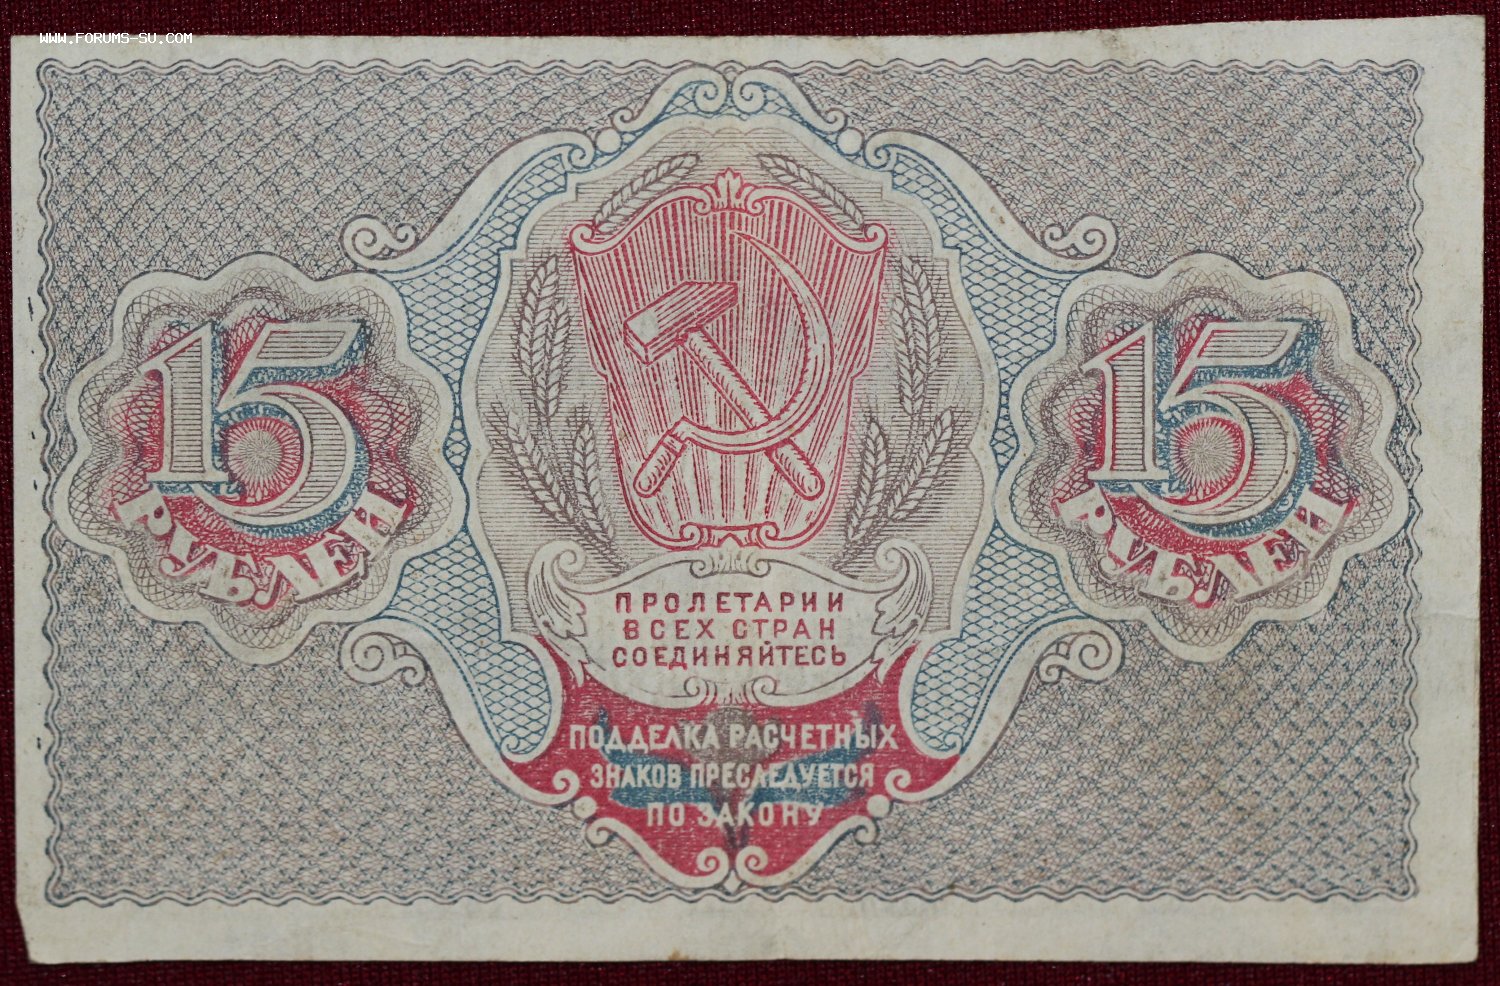 WWW.FORUMS-SU.COM
15
РУБЛЕЙ
15
РУБЛЕЙ
ПРОЛЕТАРИИ
ВСЕХ СТРАН
СОЕДИНЯЙТЕСЬ
ПОДДЕЛКА РАСЧЕТНЫХ
ЗНАКОВ ПРЕСЛЕДУЕТСЯ
ПО ЗАКОНУ